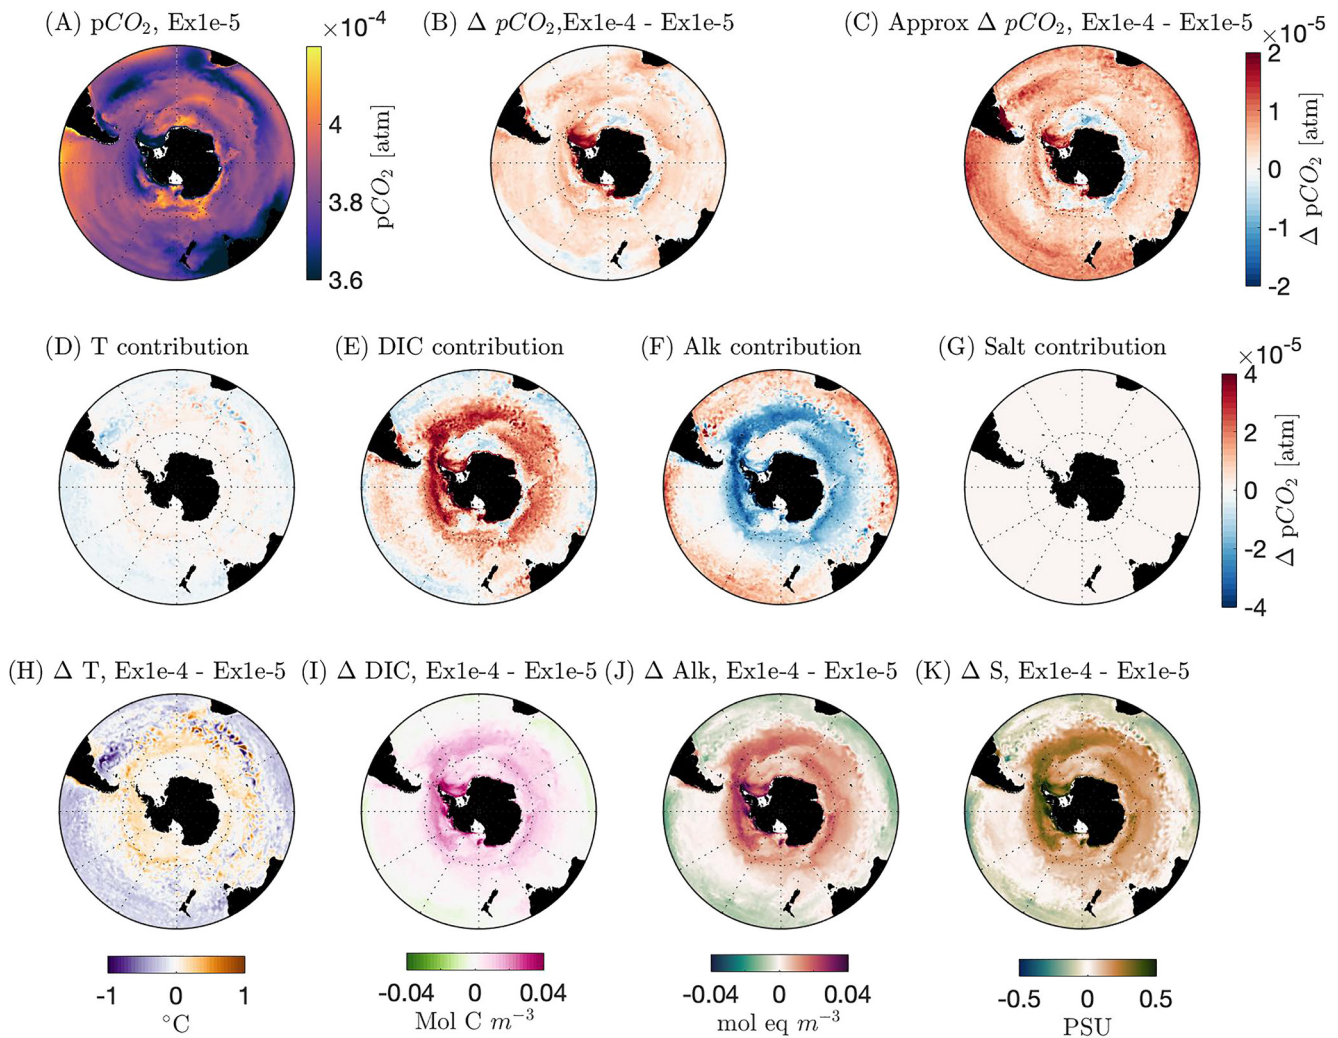 (A) pCO₂, Ex1e-5
×10⁻⁴
4
3.8
3.6
pCO₂ [atm]
(B) Δ pCO₂,Ex1e-4 - Ex1e-5
(C) Approx Δ pCO₂, Ex1e-4 - Ex1e-5
×10⁻⁵
2
1
0
-1
-2
Δ pCO₂ [atm]
(D) T contribution
(E) DIC contribution
(F) Alk contribution
(G) Salt contribution
×10⁻⁵
4
2
0
-2
-4
Δ pCO₂ [atm]
(H) Δ T, Ex1e-4 - Ex1e-5
(I) Δ DIC, Ex1e-4 - Ex1e-5
(J) Δ Alk, Ex1e-4 - Ex1e-5
(K) Δ S, Ex1e-4 - Ex1e-5
-1 0 1
°C
-0.04 0 0.04
Mol C m⁻³
-0.04 0 0.04
mol eq m⁻³
-0.5 0 0.5
PSU